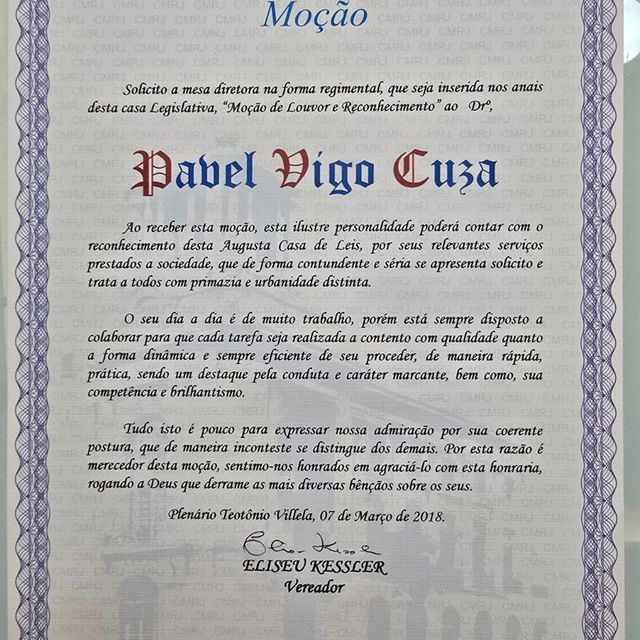 Moção
Solicito a mesa diretora na forma regimental, que seja inserida nos anais
desta casa Legislativa, “Moção de Louvor e Reconhecimento” ao Drº,
Pavel Vigo Cuza
Ao receber esta moção, esta ilustre personalidade poderá contar com o
reconhecimento desta Augusta Casa de Leis, por seus relevantes serviços
prestados a sociedade, que de forma contundente e séria se apresenta solicito e
trata a todos com primazia e urbanidade distinta.
O seu dia a dia é de muito trabalho, porém está sempre disposto a
colaborar para que cada tarefa seja realizada a contento com qualidade quanto
a forma dinâmica e sempre eficiente de seu proceder, de maneira rápida,
prática, sendo um destaque pela conduta e caráter marcante, bem como, sua
competência e brilhantismo.
Tudo isto é pouco para expressar nossa admiração por sua coerente
postura, que de maneira inconteste se distingue dos demais. Por esta razão é
merecedor desta moção, sentimo-nos honrados em agraciá-lo com esta honraria,
rogando a Deus que derrame as mais diversas bênçãos sobre os seus.
Plenário Teotônio Villela, 07 de Março de 2018.
ELISEU KESSLER
Vereador